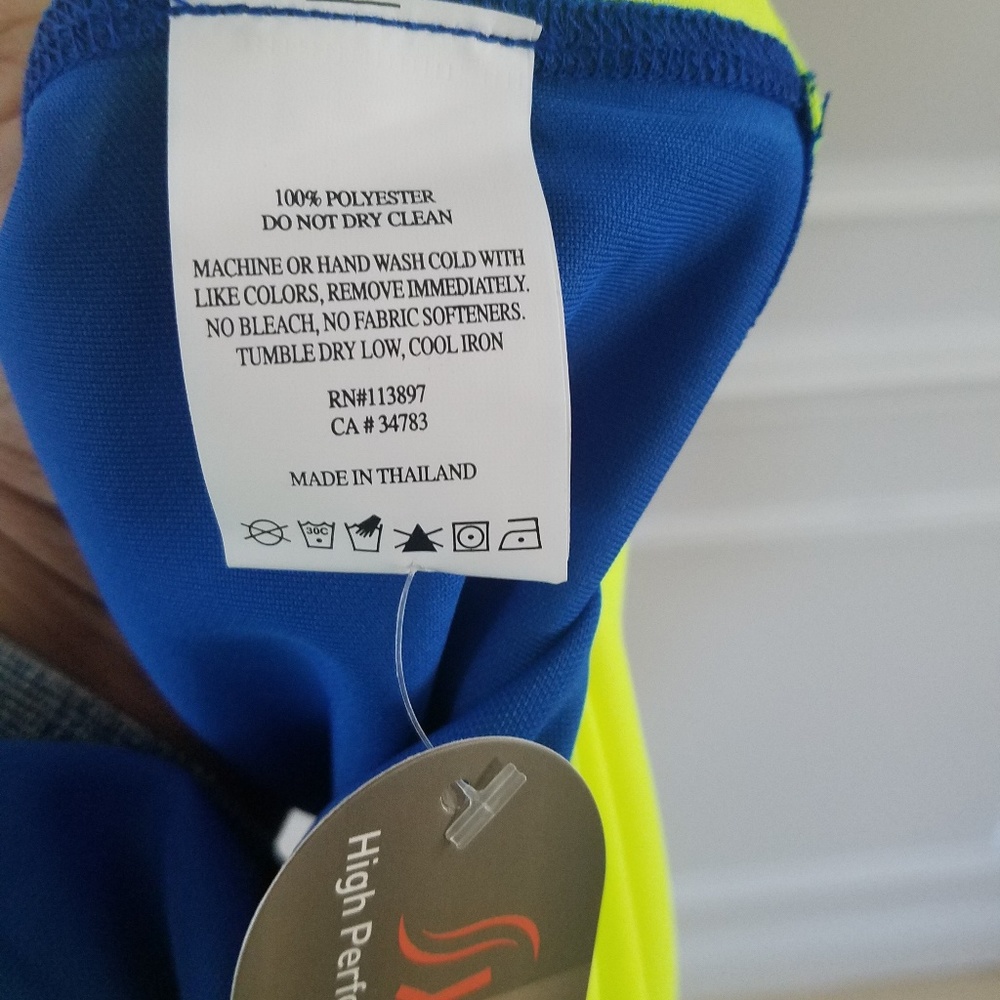 100% POLYESTER
DO NOT DRY CLEAN
MACHINE OR HAND WASH COLD WITH
LIKE COLORS, REMOVE IMMEDIATELY.
NO BLEACH, NO FABRIC SOFTENERS.
TUMBLE DRY LOW, COOL IRON
RN#113897
CA # 34783
MADE IN THAILAND
30C
High